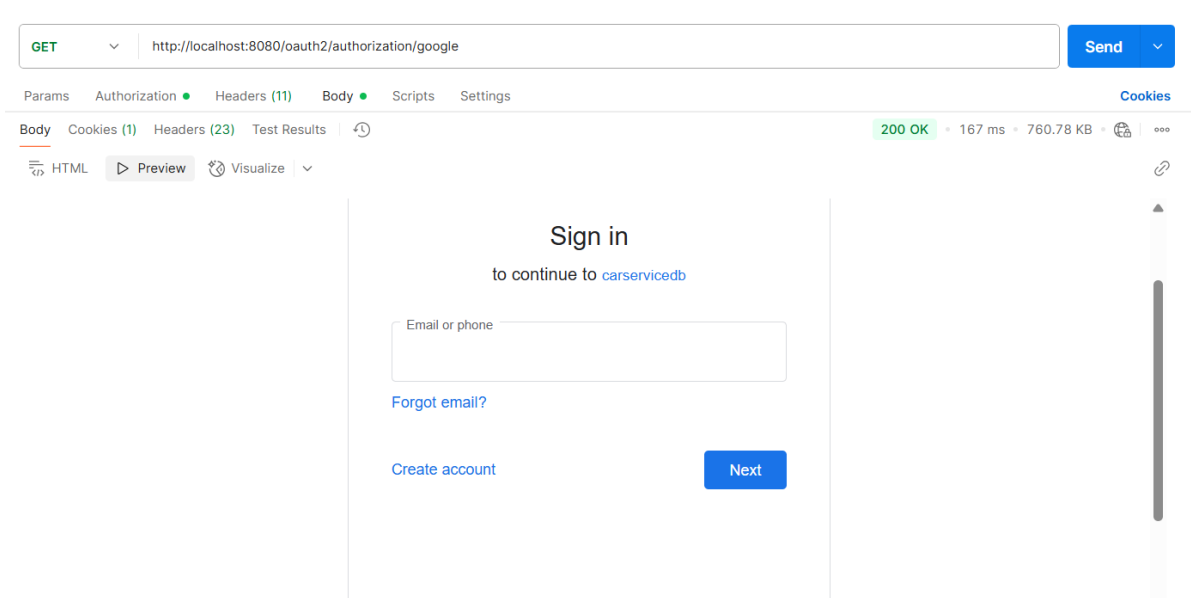 GET http://localhost:8080/oauth2/authorization/google Send
Params Authorization Headers (11) Body Scripts Settings Cookies
Body Cookies (1) Headers (23) Test Results 200 OK 167 ms 760.78 KB
HTML Preview Visualize
Sign in
to continue to carservicedb
Email or phone
Forgot email?
Create account Next